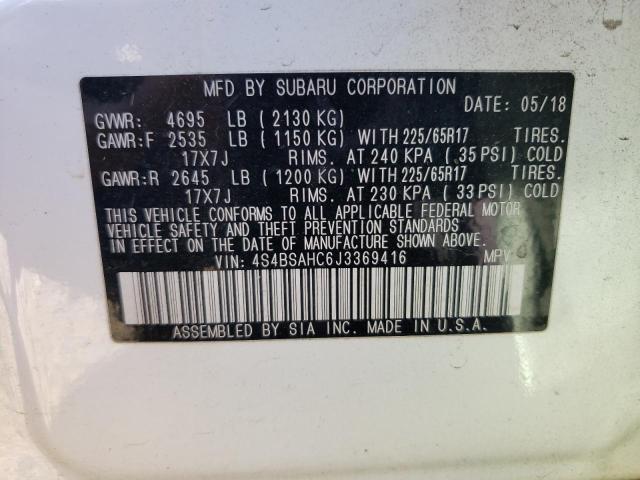 MFD BY SUBARU CORPORATION
DATE: 05/18
GVWR: 4695 LB ( 2130 KG)
GAWR:F 2535 LB ( 1150 KG) WITH 225/65R17 TIRES.
17X7J RIMS. AT 240 KPA ( 35 PSI) COLD
GAWR:R 2645 LB ( 1200 KG) WITH 225/65R17 TIRES.
17X7J RIMS. AT 230 KPA ( 33 PSI) COLD
THIS VEHICLE CONFORMS TO ALL APPLICABLE FEDERAL MOTOR
VEHICLE SAFETY AND THEFT PREVENTION STANDARDS
IN EFFECT ON THE DATE OF MANUFACTURE SHOWN ABOVE.
VIN: 4S4BSAHC6J3369416 MPV
ASSEMBLED BY SIA INC. MADE IN U.S.A.